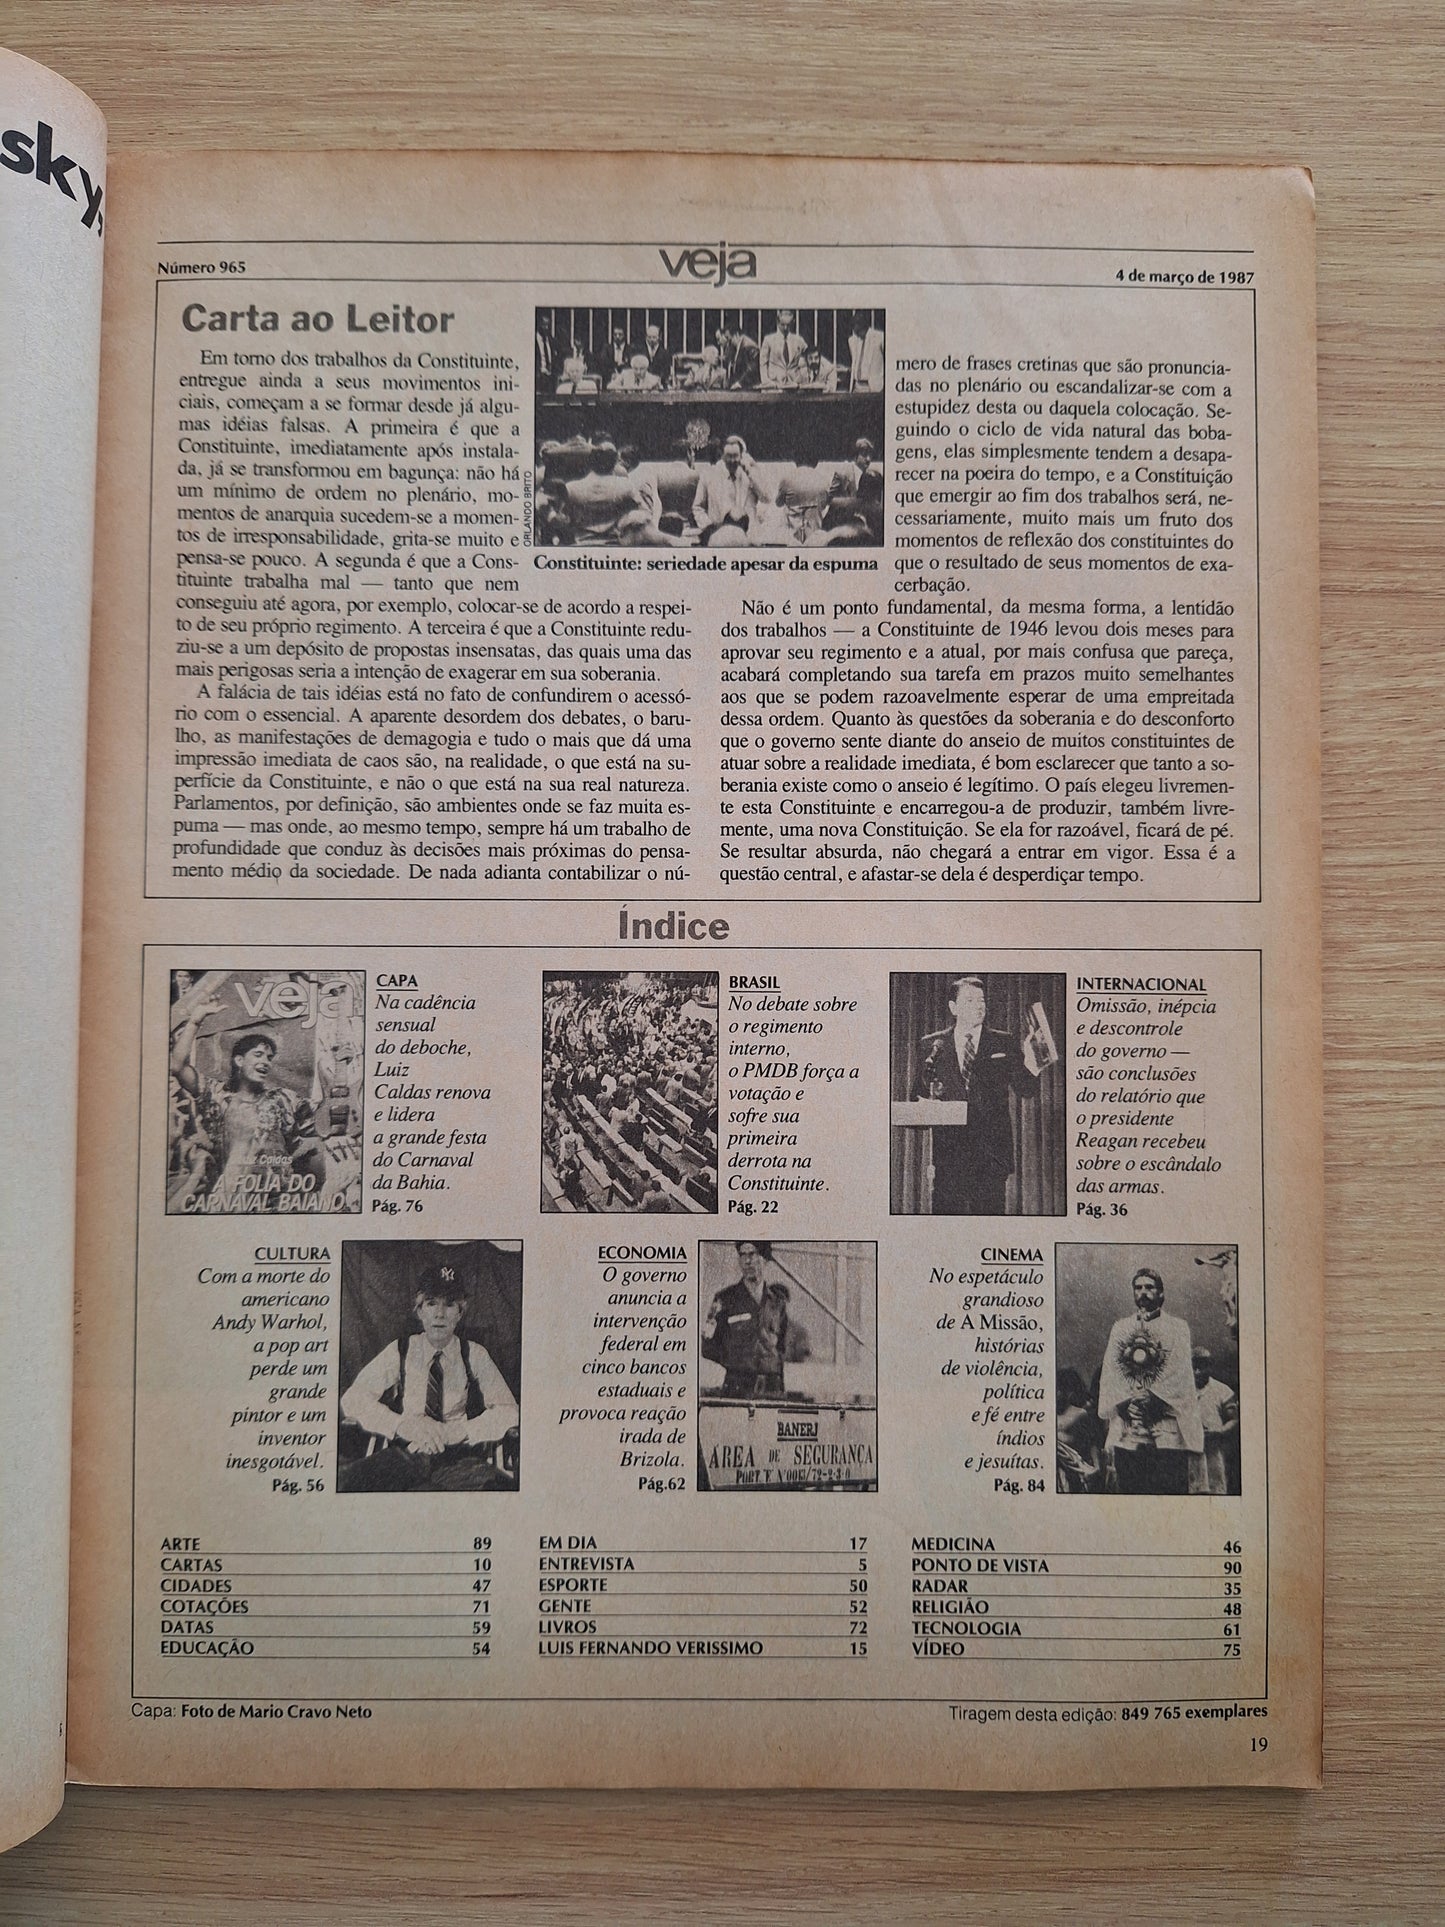 sky,
Número 965
veja
4 de março de 1987
Carta ao Leitor
Em torno dos trabalhos da Constituinte,
entregue ainda a seus movimentos ini-
ciais, começam a se formar desde já algu-
mas idéias falsas. A primeira é que a
Constituinte, imediatamente após instala-
da, já se transformou em bagunça: não há
um mínimo de ordem no plenário, mo-
mentos de anarquia sucedem-se a momen-
tos de irresponsabilidade, grita-se muito e
pensa-se pouco. A segunda é que a Cons-
tituinte trabalha mal — tanto que nem
conseguiu até agora, por exemplo, colocar-se de acordo a respei-
to de seu próprio regimento. A terceira é que a Constituinte redu-
ziu-se a um depósito de propostas insensatas, das quais uma das
mais perigosas seria a intenção de exagerar em sua soberania.
A falácia de tais idéias está no fato de confundirem o acessó-
rio com o essencial. A aparente desordem dos debates, o baru-
lho, as manifestações de demagogia e tudo o mais que dá uma
impressão imediata de caos são, na realidade, o que está na su-
perfície da Constituinte, e não o que está na sua real natureza.
Parlamentos, por definição, são ambientes onde se faz muita es-
puma — mas onde, ao mesmo tempo, sempre há um trabalho de
profundidade que conduz às decisões mais próximas do pensa-
mento médio da sociedade. De nada adianta contabilizar o nú-
ORLANDO BRITO
Constituinte: seriedade apesar da espuma
mero de frases cretinas que são pronuncia-
das no plenário ou escandalizar-se com a
estupidez desta ou daquela colocação. Se-
guindo o ciclo de vida natural das boba-
gens, elas simplesmente tendem a desapa-
recer na poeira do tempo, e a Constituição
que emergir ao fim dos trabalhos será, ne-
cessariamente, muito mais um fruto dos
momentos de reflexão dos constituintes do
que o resultado de seus momentos de exa-
cerbação.
Não é um ponto fundamental, da mesma forma, a lentidão
dos trabalhos — a Constituinte de 1946 levou dois meses para
aprovar seu regimento e a atual, por mais confusa que pareça,
acabará completando sua tarefa em prazos muito semelhantes
aos que se podem razoavelmente esperar de uma empreitada
dessa ordem. Quanto às questões da soberania e do desconforto
que o governo sente diante do anseio de muitos constituintes de
atuar sobre a realidade imediata, é bom esclarecer que tanto a so-
berania existe como o anseio é legítimo. O país elegeu livremen-
te esta Constituinte e encarregou-a de produzir, também livre-
mente, uma nova Constituição. Se ela for razoável, ficará de pé.
Se resultar absurda, não chegará a entrar em vigor. Essa é a
questão central, e afastar-se dela é desperdiçar tempo.
Índice
veja
Luiz Caldas
A FOLIA DO
CARNAVAL BAIANO
CAPA
Na cadência
sensual
do deboche,
Luiz
Caldas renova
e lidera
a grande festa
do Carnaval
da Bahia.
Pág. 76
BRASIL
No debate sobre
o regimento
interno,
o PMDB força a
votação e
sofre sua
primeira
derrota na
Constituinte.
Pág. 22
INTERNACIONAL
Omissão, inépcia
e descontrole
do governo —
são conclusões
do relatório que
o presidente
Reagan recebeu
sobre o escândalo
das armas.
Pág. 36
CULTURA
Com a morte do
americano
Andy Warhol,
a pop art
perde um
grande
pintor e um
inventor
inesgotável.
Pág. 56
NY
ECONOMIA
O governo
anuncia a
intervenção
federal em
cinco bancos
estaduais e
provoca reação
irada de
Brizola.
Pág.62
BANERJ
AREA DE SEGURANÇA
CINEMA
No espetáculo
grandioso
de A Missão,
histórias
de violência,
política
e fé entre
índios
e jesuítas.
Pág. 84
ARTE 89
CARTAS 10
CIDADES 47
COTAÇÕES 71
DATAS 59
EDUCAÇÃO 54
EM DIA 17
ENTREVISTA 5
ESPORTE 50
GENTE 52
LIVROS 72
LUIS FERNANDO VERISSIMO 15
MEDICINA 46
PONTO DE VISTA 90
RADAR 35
RELIGIÃO 48
TECNOLOGIA 61
VÍDEO 75
Capa: Foto de Mario Cravo Neto
Tiragem desta edição: 849 765 exemplares
19